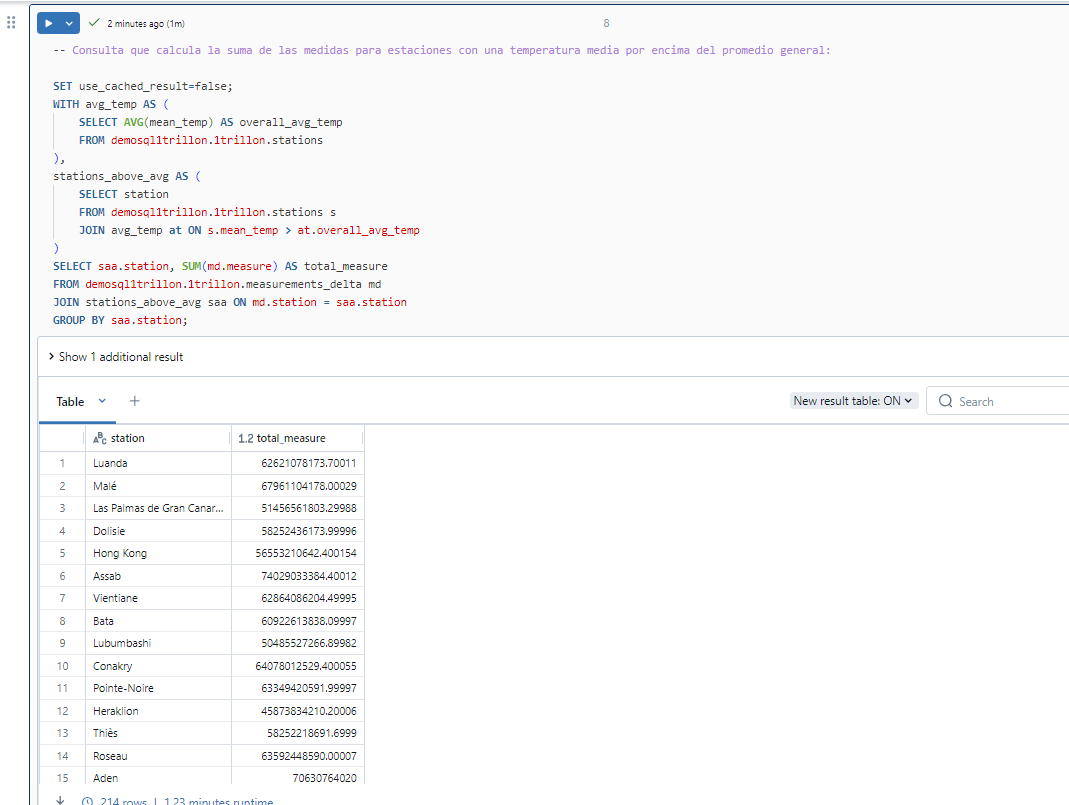 2 minutes ago (1m)
8
-- Consulta que calcula la suma de las medidas para estaciones con una temperatura media por encima del promedio general:
SET use_cached_result=false;
WITH avg_temp AS (
SELECT AVG(mean_temp) AS overall_avg_temp
FROM demosql1trillon.1trillon.stations
),
stations_above_avg AS (
SELECT station
FROM demosql1trillon.1trillon.stations s
JOIN avg_temp at ON s.mean_temp > at.overall_avg_temp
)
SELECT saa.station, SUM(md.measure) AS total_measure
FROM demosql1trillon.1trillon.measurements_delta md
JOIN stations_above_avg saa ON md.station = saa.station
GROUP BY saa.station;
Show 1 additional result
Table + New result table: ON Search
ABC station 1.2 total_measure
1 Luanda 62621078173.70011
2 Malé 67961104178.00029
3 Las Palmas de Gran Canar... 51456561803.29988
4 Dolisie 58252436173.99996
5 Hong Kong 56553210642.400154
6 Assab 74029033384.40012
7 Vientiane 62864086204.49995
8 Bata 60922613838.09997
9 Lubumbashi 50485527266.89982
10 Conakry 64078012529.400055
11 Pointe-Noire 63349420591.99997
12 Heraklion 45873834210.20006
13 Thiès 58252218691.6999
14 Roseau 63592448590.00007
15 Aden 70630764020
214 rows | 1.23 minutes runtime